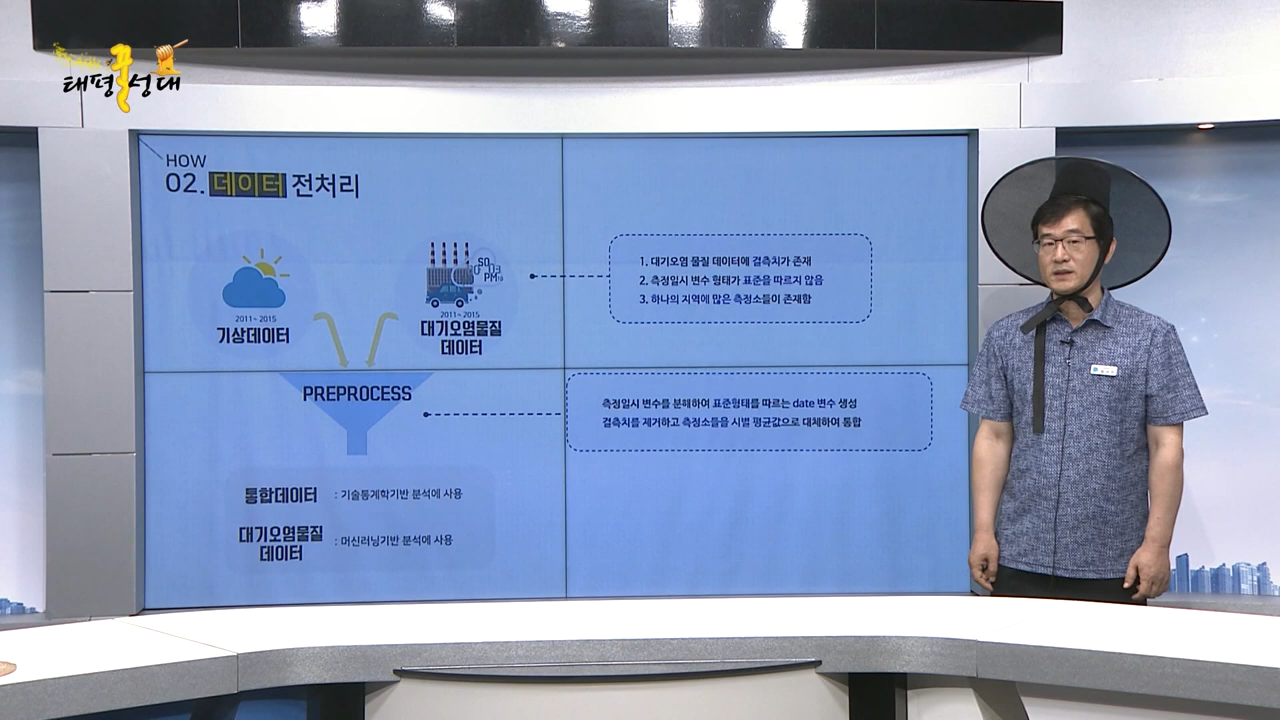 태평꿀성대
HOW
02. 데이터 전처리
2011~2015
기상데이터
SO
PM10
2011~2015
대기오염물질
데이터
1. 대기오염 물질 데이터에 결측치가 존재
2. 측정일시 변수 형태가 표준을 따르지 않음
3. 하나의 지역에 많은 측정소들이 존재함
PREPROCESS
측정일시 변수를 분해하여 표준형태를 따르는 date 변수 생성
결측치를 제거하고 측정소들을 시별 평균값으로 대체하여 통합
통합데이터 : 기술통계학기반 분석에 사용
대기오염물질
데이터 : 머신러닝기반 분석에 사용